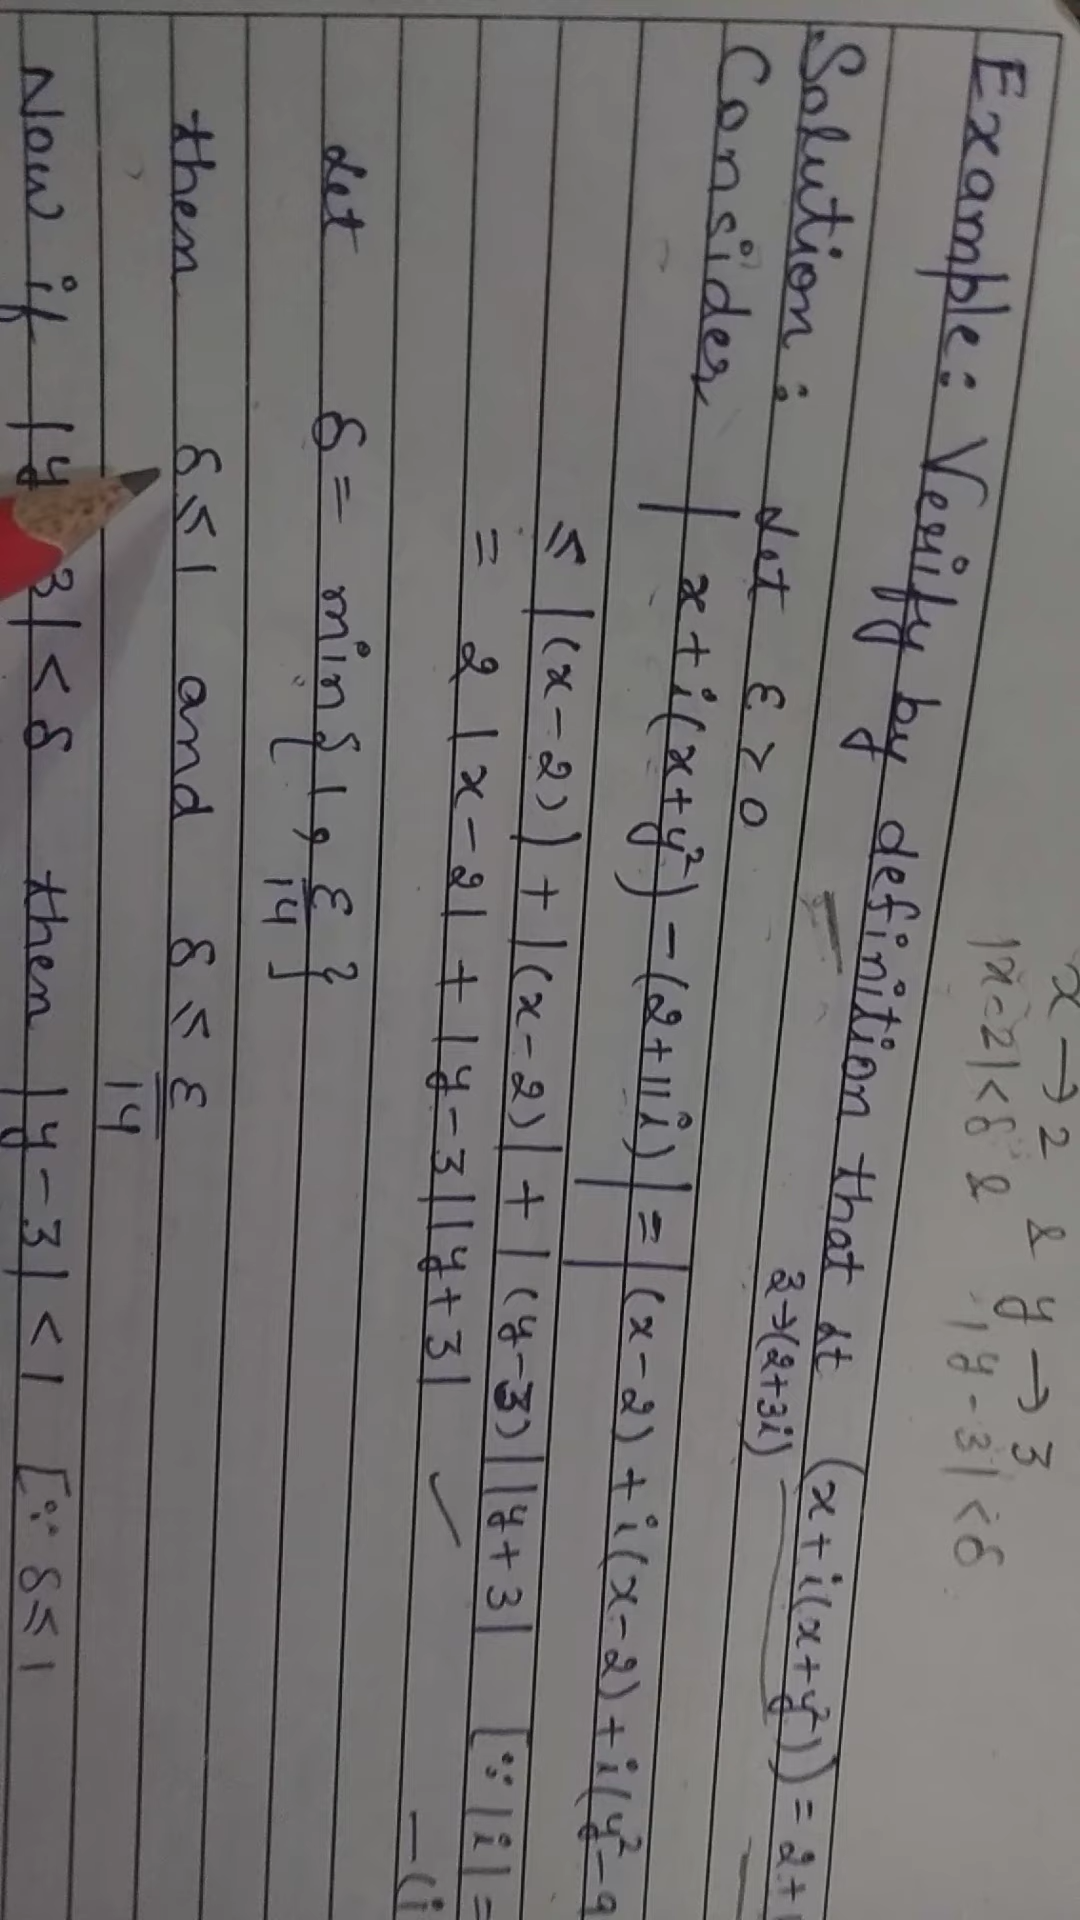 x → 2 & y → 3
|x-2| < δ & |y-3| < δ
Example: Verify by definition that Lt (x+i(x+y²)) = 2+
z→(2+3i)
Solution: Let ε > 0
Consider | x+i(x+y²) - (2+11i) | = | (x-2) + i(x-2) + i(y²-9
≤ |(x-2)| + |(x-2)| + |(y-3)||y+3| [∵ |i| =
= 2 |x-2| + |y-3||y+3| —(i
Let δ = min{1, ε/14}
then δ ≤ 1 and δ ≤ ε/14
Now if |y 3| < δ then |y-3| < 1 [∵ δ ≤ 1